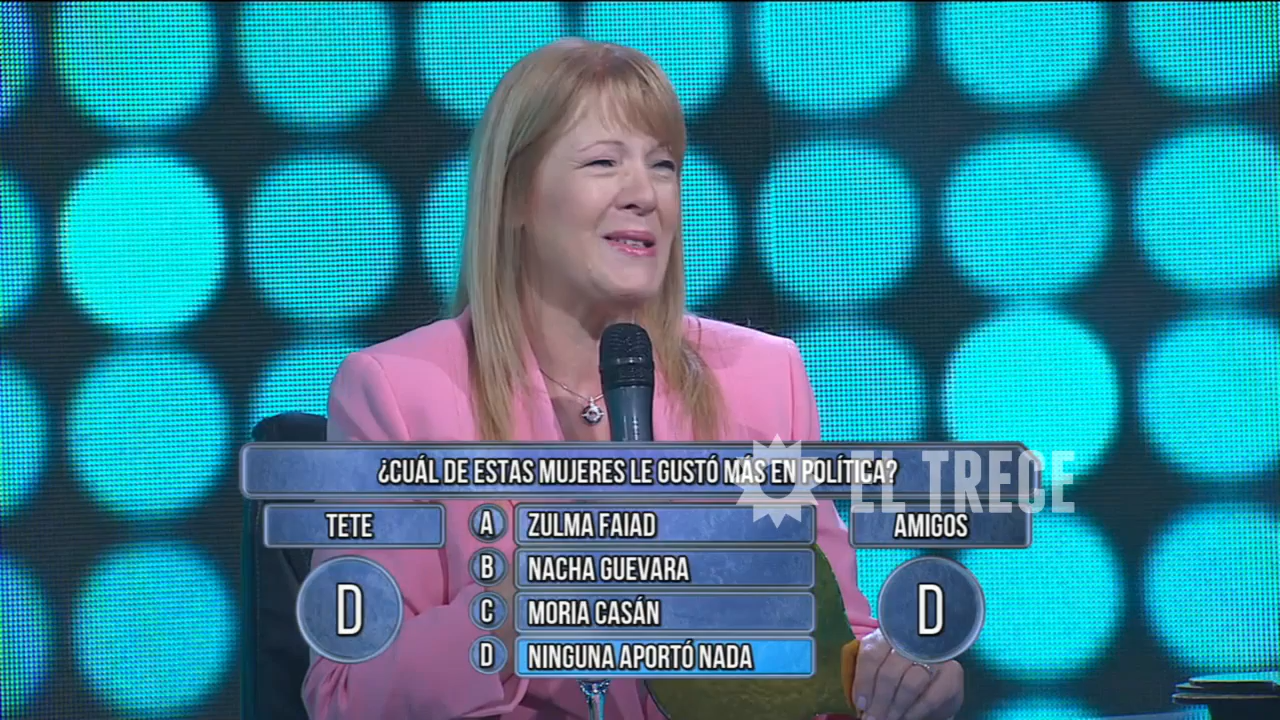 ¿CUÁL DE ESTAS MUJERES LE GUSTÓ MÁS EN POLÍTICA?
EL TRECE
TETE
A ZULMA FAIAD
AMIGOS
B NACHA GUEVARA
D
C MORIA CASÁN
D
D NINGUNA APORTÓ NADA